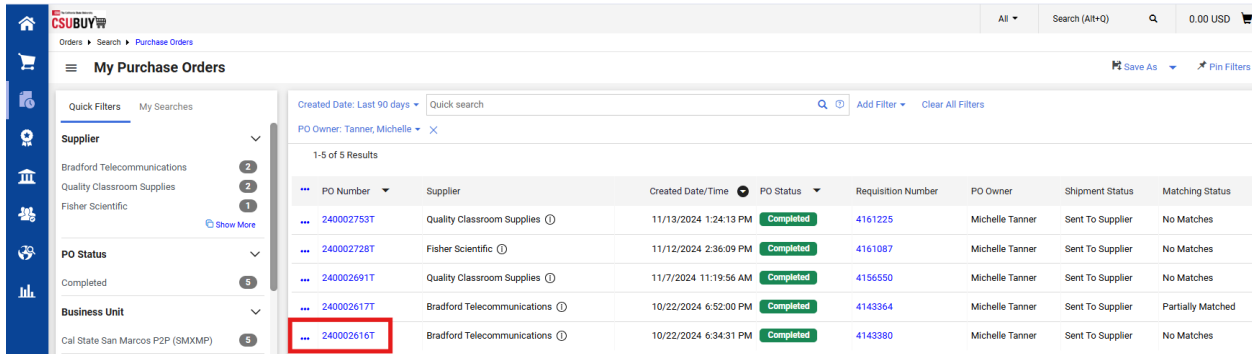 CSUBUY
All
Search (Alt+Q)
0.00 USD
Orders Search Purchase Orders
My Purchase Orders
Save As
Pin Filters
Quick Filters My Searches
Supplier
Bradford Telecommunications 2
Quality Classroom Supplies 2
Fisher Scientific 1
Show More
PO Status
Completed 5
Business Unit
Cal State San Marcos P2P (SMXMP) 5
Created Date: Last 90 days Quick search Add Filter Clear All Filters
PO Owner: Tanner, Michelle
1-5 of 5 Results
PO Number Supplier Created Date/Time PO Status Requisition Number PO Owner Shipment Status Matching Status
240002753T Quality Classroom Supplies 11/13/2024 1:24:13 PM Completed 4161225 Michelle Tanner Sent To Supplier No Matches
240002728T Fisher Scientific 11/12/2024 2:36:09 PM Completed 4161087 Michelle Tanner Sent To Supplier No Matches
240002691T Quality Classroom Supplies 11/7/2024 11:19:56 AM Completed 4156550 Michelle Tanner Sent To Supplier No Matches
240002617T Bradford Telecommunications 10/22/2024 6:52:00 PM Completed 4143364 Michelle Tanner Sent To Supplier Partially Matched
240002616T Bradford Telecommunications 10/22/2024 6:34:31 PM Completed 4143380 Michelle Tanner Sent To Supplier No Matches